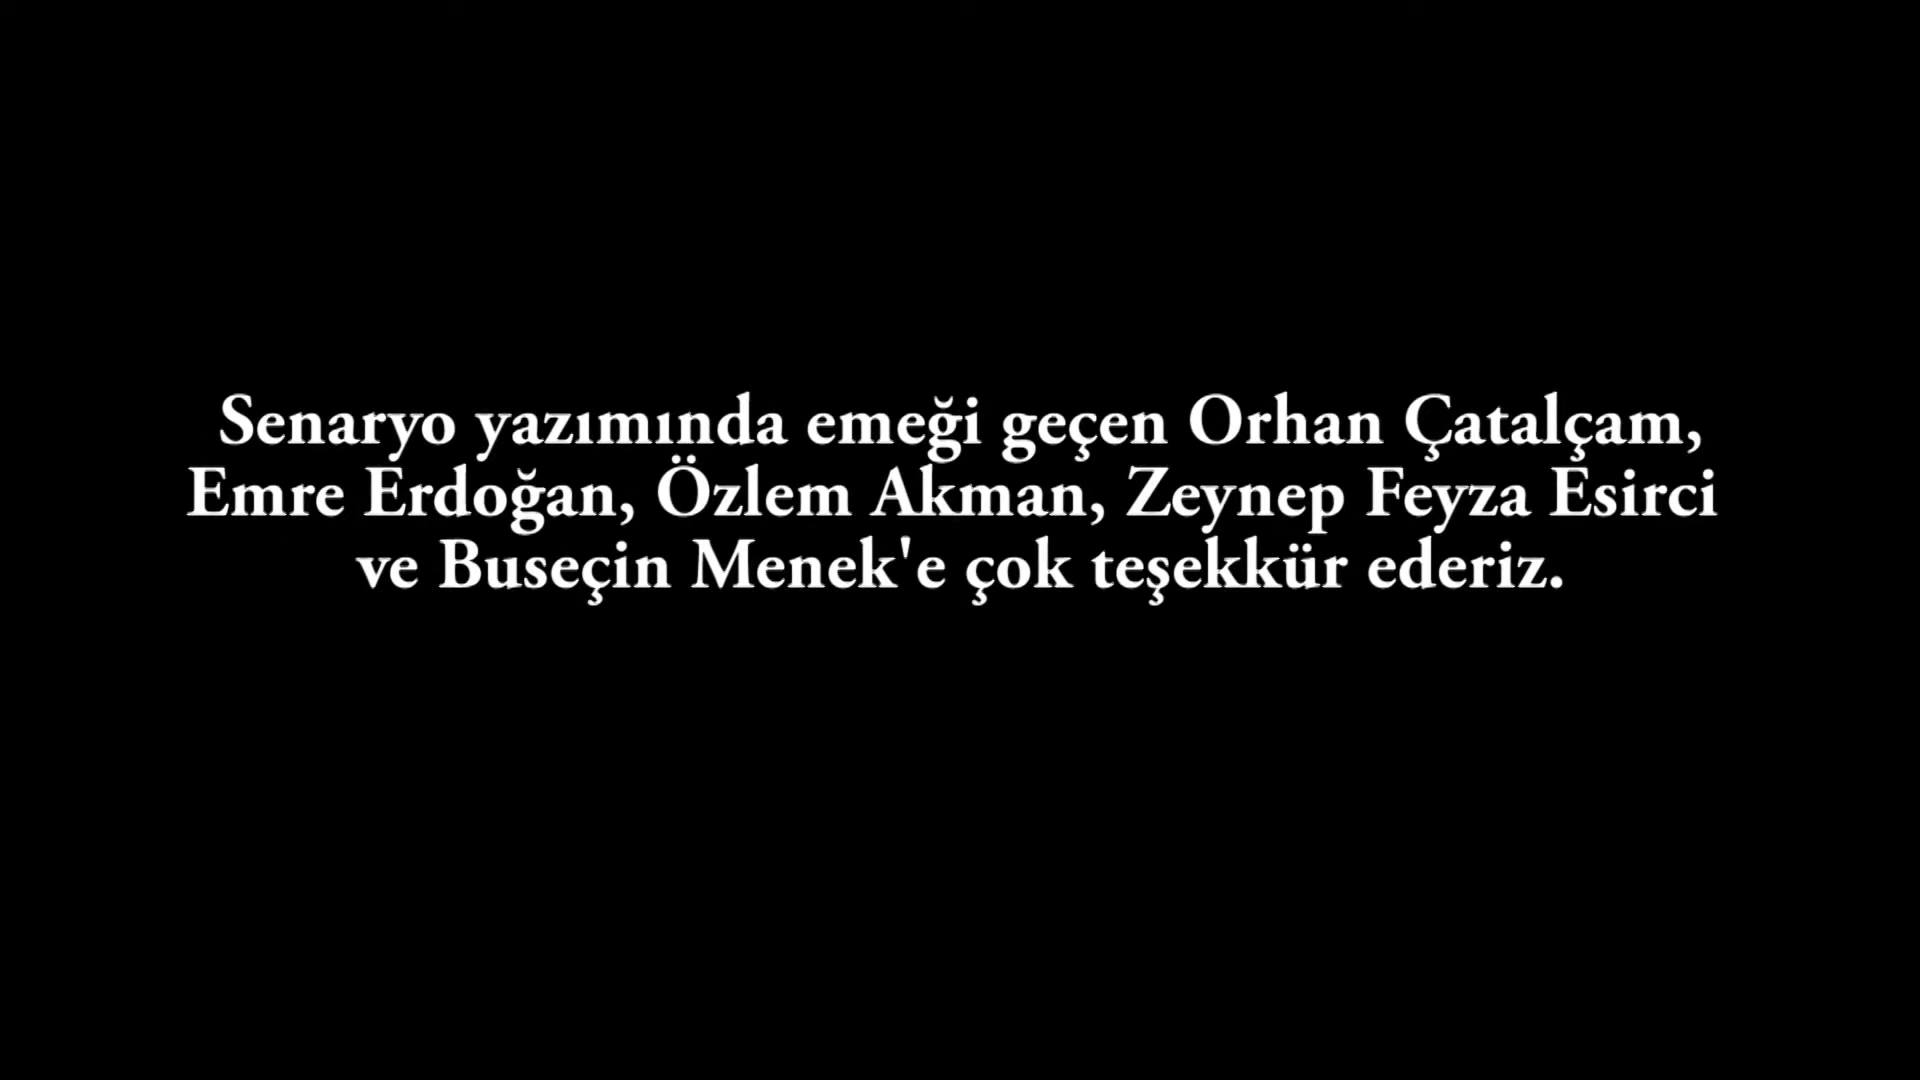 Senaryo yazımında emeği geçen Orhan Çatalçam,
Emre Erdoğan, Özlem Akman, Zeynep Feyza Esirci
ve Buseçin Menek'e çok teşekkür ederiz.